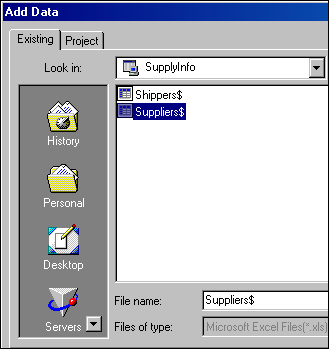 Add Data
Existing Project
Look in: SupplyInfo
Shippers$
Suppliers$
History
Personal
Desktop
Servers
File name: Suppliers$
Files of type: Microsoft Excel Files(*.xls)